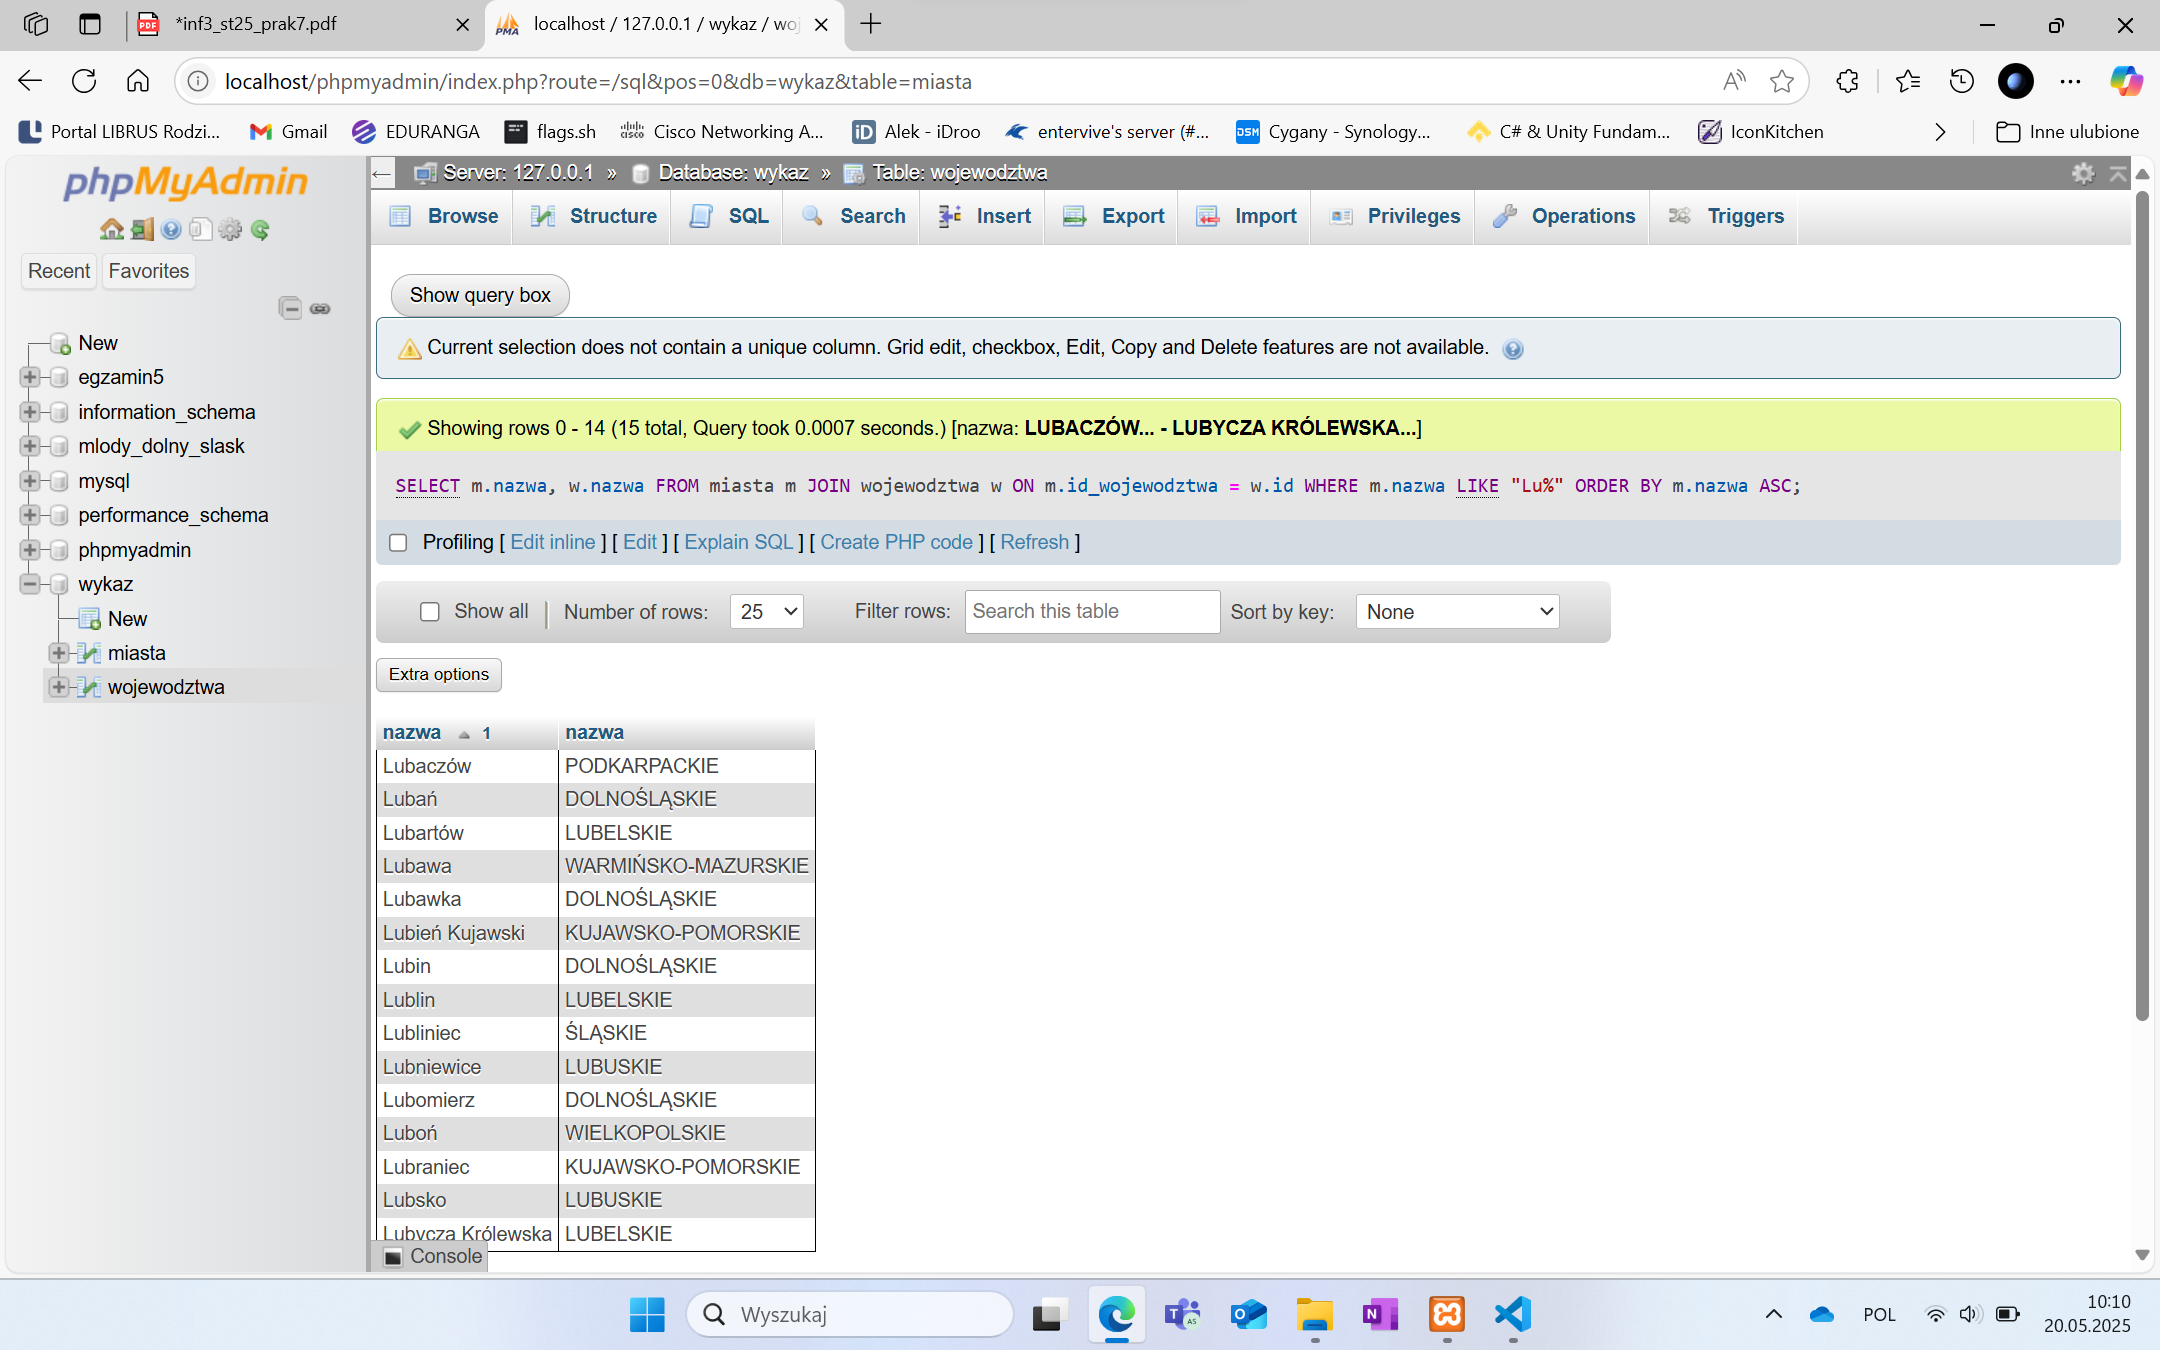 *inf3_st25_prak7.pdf
localhost / 127.0.0.1 / wykaz / woj
localhost/phpmyadmin/index.php?route=/sql&pos=0&db=wykaz&table=miasta
Portal LIBRUS Rodzi... Gmail EDURANGA flags.sh Cisco Networking A... Alek - iDroo entervive's server (#... Cygany - Synology... C# & Unity Fundam... IconKitchen Inne ulubione
phpMyAdmin
Recent Favorites
New
egzamin5
information_schema
mlody_dolny_slask
mysql
performance_schema
phpmyadmin
wykaz
New
miasta
wojewodztwa
Server: 127.0.0.1 » Database: wykaz » Table: wojewodztwa
Browse Structure SQL Search Insert Export Import Privileges Operations Triggers
Show query box
Current selection does not contain a unique column. Grid edit, checkbox, Edit, Copy and Delete features are not available.
Showing rows 0 - 14 (15 total, Query took 0.0007 seconds.) [nazwa: LUBACZÓW... - LUBYCZA KRÓLEWSKA...]
SELECT m.nazwa, w.nazwa FROM miasta m JOIN wojewodztwa w ON m.id_wojewodztwa = w.id WHERE m.nazwa LIKE "Lu%" ORDER BY m.nazwa ASC;
Profiling [ Edit inline ] [ Edit ] [ Explain SQL ] [ Create PHP code ] [ Refresh ]
Show all Number of rows: 25 Filter rows: Search this table Sort by key: None
Extra options
nazwa 1 nazwa
Lubaczów PODKARPACKIE
Lubań DOLNOŚLĄSKIE
Lubartów LUBELSKIE
Lubawa WARMIŃSKO-MAZURSKIE
Lubawka DOLNOŚLĄSKIE
Lubień Kujawski KUJAWSKO-POMORSKIE
Lubin DOLNOŚLĄSKIE
Lublin LUBELSKIE
Lubliniec ŚLĄSKIE
Lubniewice LUBUSKIE
Lubomierz DOLNOŚLĄSKIE
Luboń WIELKOPOLSKIE
Lubraniec KUJAWSKO-POMORSKIE
Lubsko LUBUSKIE
Lubycza Królewska LUBELSKIE
Console
Wyszukaj
POL
10:10
20.05.2025